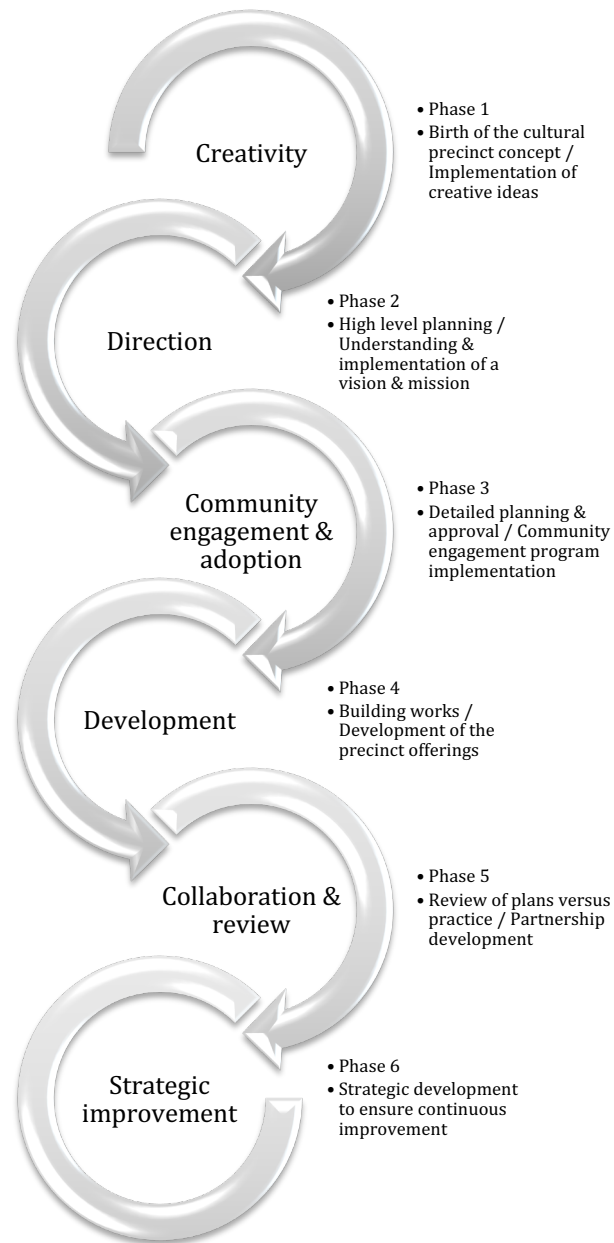 Creativity
• Phase 1
• Birth of the cultural
precinct concept /
Implementation of
creative ideas
Direction
• Phase 2
• High level planning /
Understanding &
implementation of a
vision & mission
Community
engagement &
adoption
• Phase 3
• Detailed planning &
approval / Community
engagement program
implementation
Development
• Phase 4
• Building works /
Development of the
precinct offerings
Collaboration &
review
• Phase 5
• Review of plans versus
practice / Partnership
development
Strategic
improvement
• Phase 6
• Strategic development
to ensure continuous
improvement